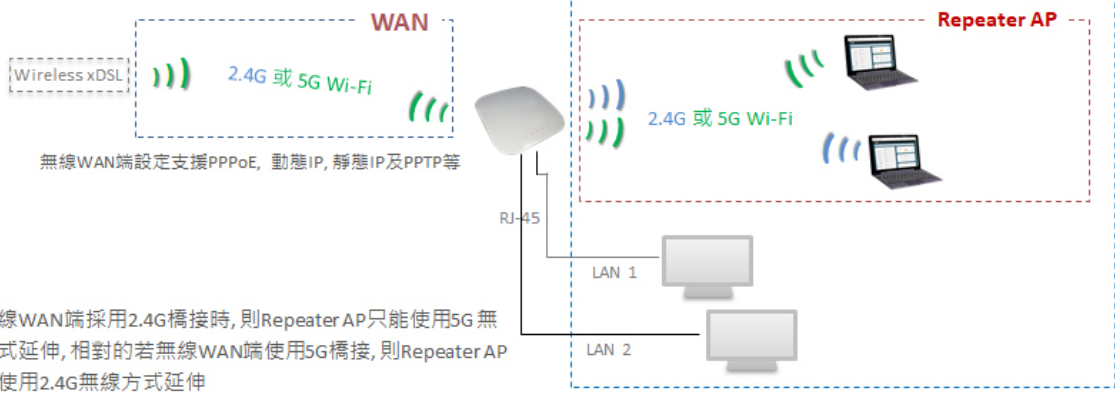 WAN
Repeater AP
Wireless xDSL
2.4G 或 5G Wi-Fi
2.4G 或 5G Wi-Fi
無線WAN端設定支援PPPoE, 動態IP, 靜態IP及PPTP等
RJ-45
LAN 1
LAN 2
線WAN端採用2.4G橋接時, 則Repeater AP只能使用5G 無
式延伸, 相對的若無線WAN端使用5G橋接, 則Repeater AP
使用2.4G無線方式延伸